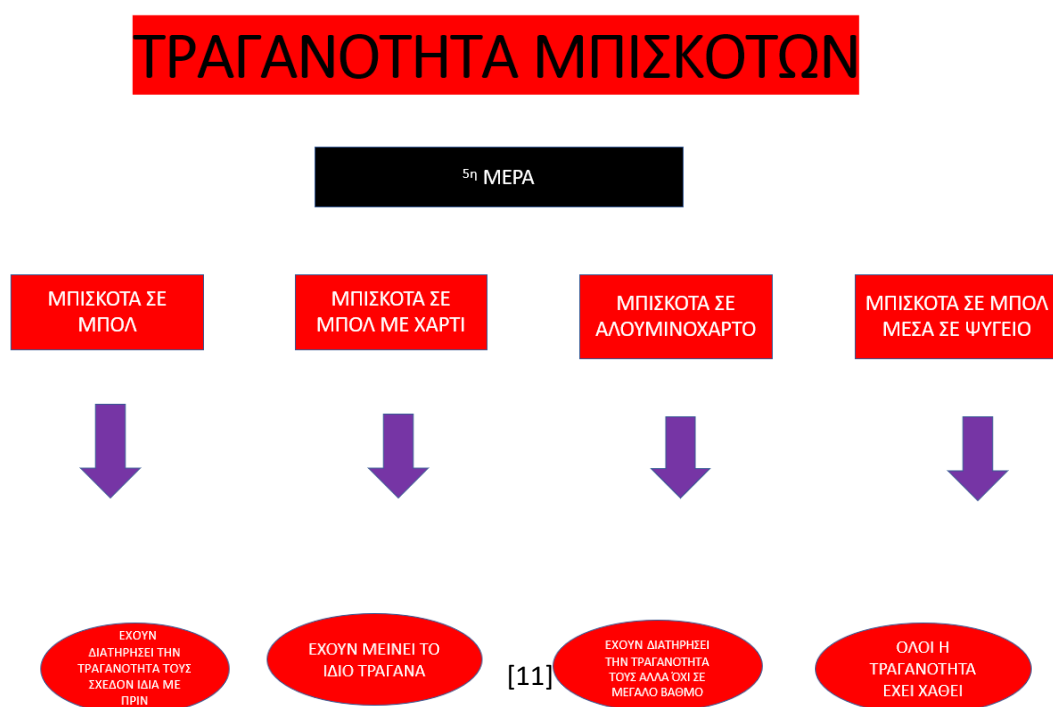 ΤΡΑΓΑΝΟΤΗΤΑ ΜΠΙΣΚΟΤΩΝ
5η ΜΕΡΑ
ΜΠΙΣΚΟΤΑ ΣΕ
ΜΠΟΛ
ΜΠΙΣΚΟΤΑ ΣΕ
ΜΠΟΛ ΜΕ ΧΑΡΤΙ
ΜΠΙΣΚΟΤΑ ΣΕ
ΑΛΟΥΜΙΝΟΧΑΡΤΟ
ΜΠΙΣΚΟΤΑ ΣΕ ΜΠΟΛ
ΜΕΣΑ ΣΕ ΨΥΓΕΙΟ
ΕΧΟΥΝ
ΔΙΑΤΗΡΗΣΕΙ ΤΗΝ
ΤΡΑΓΑΝΟΤΗΤΑ ΤΟΥΣ
ΣΧΕΔΟΝ ΙΔΙΑ ΜΕ
ΠΡΙΝ
ΕΧΟΥΝ ΜΕΙΝΕΙ ΤΟ
ΙΔΙΟ ΤΡΑΓΑΝΑ
[11]
ΕΧΟΥΝ ΔΙΑΤΗΡΗΣΕΙ
ΤΗΝ ΤΡΑΓΑΝΟΤΗΤΑ
ΤΟΥΣ ΑΛΛΑ ΌΧΙ ΣΕ
ΜΕΓΑΛΟ ΒΑΘΜΟ
ΟΛΟΙ Η
ΤΡΑΓΑΝΟΤΗΤΑ
ΕΧΕΙ ΧΑΘΕΙ